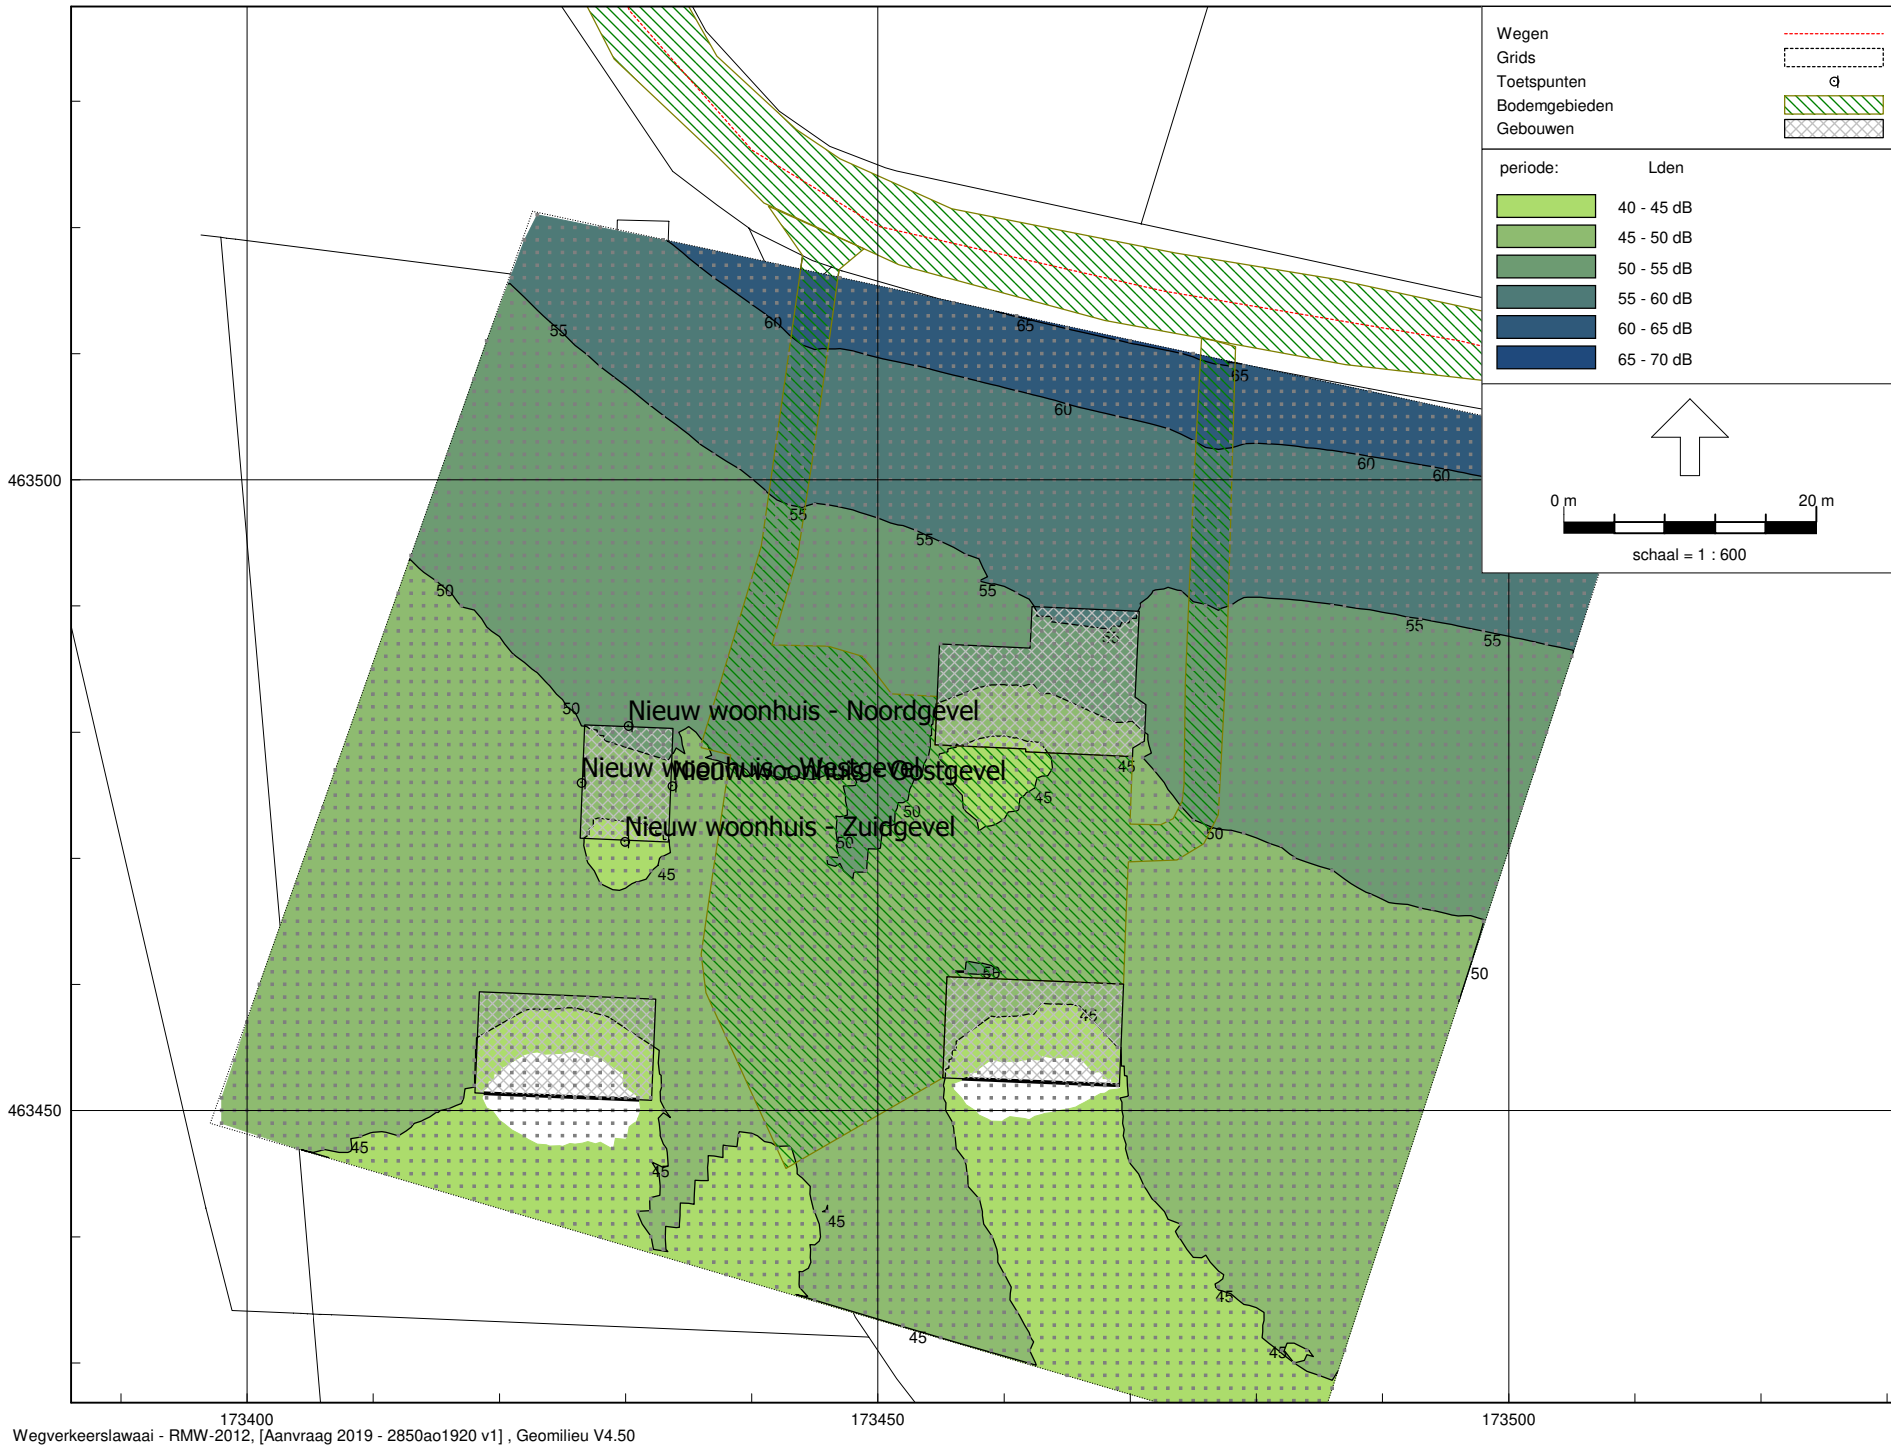 Wegen
Grids
Toetspunten
Bodemgebieden
Gebouwen
periode: Lden
40 - 45 dB
45 - 50 dB
50 - 55 dB
55 - 60 dB
60 - 65 dB
65 - 70 dB
0 m 20 m
schaal = 1 : 600
55
60
65
65
60
60
60
463500
55
55
50
55
55
55
50
Nieuw woonhuis - Noordgevel
Nieuw woonhuis - Westgevel
Nieuw woonhuis - Oostgevel
45
45
50
Nieuw woonhuis - Zuidgevel
50
50
45
50
50
45
463450
45
45
45
45
45
45
173400 173450 173500
Wegverkeerslawaai - RMW-2012, [Aanvraag 2019 - 2850ao1920 v1] , Geomilieu V4.50